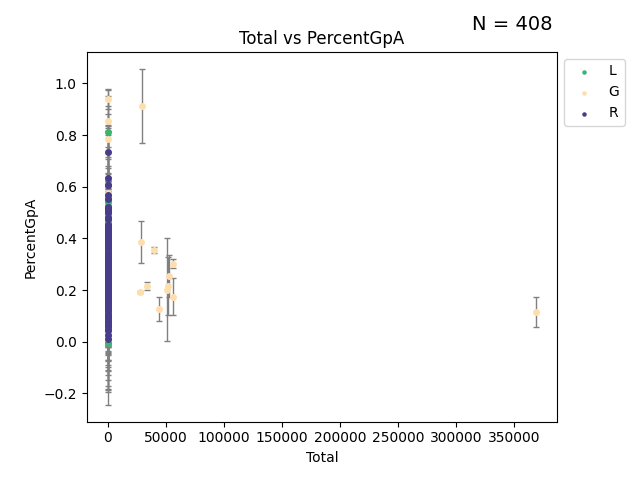 N = 408
Total vs PercentGpA
L
G
R
PercentGpA
1.0
0.8
0.6
0.4
0.2
0.0
−0.2
0 50000 100000 150000 200000 250000 300000 350000
Total